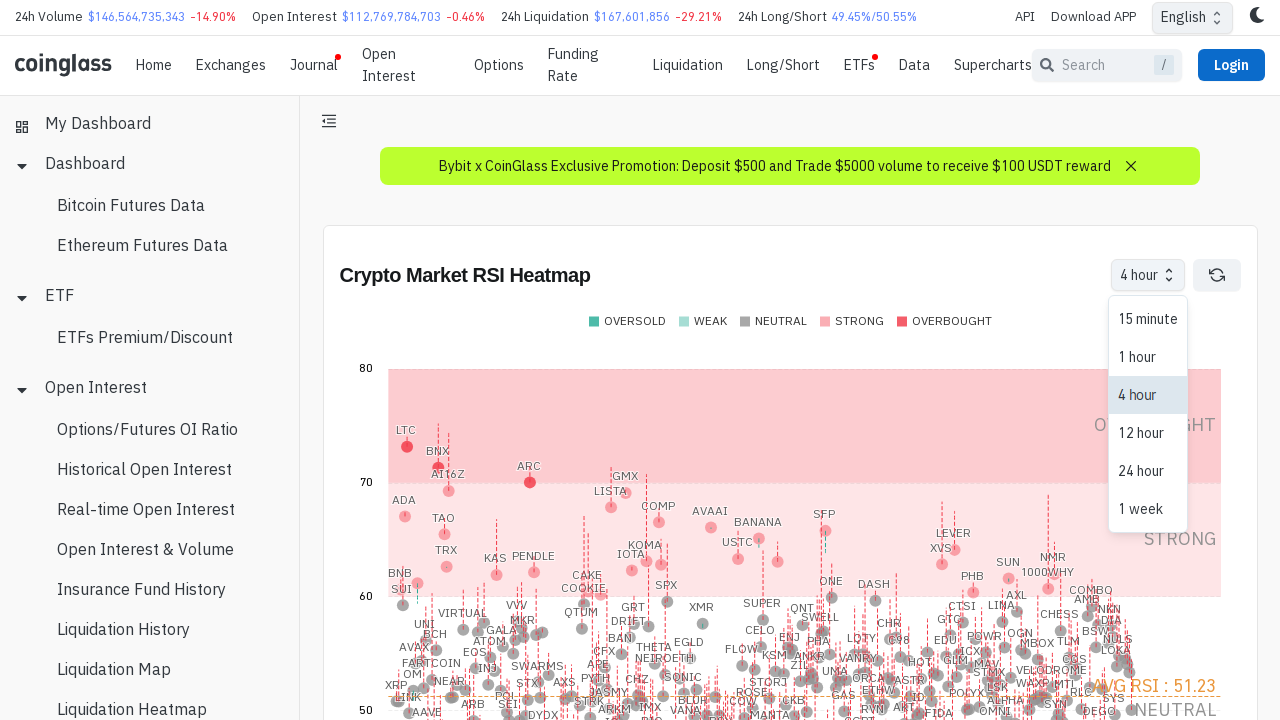 24h Volume $146,564,735,343 -14.90% Open Interest $112,769,784,703 -0.46% 24h Liquidation $167,601,856 -29.21% 24h Long/Short 49.45%/50.55% API Download APP English
coinglass Home Exchanges Journal Open Interest Options Funding Rate Liquidation Long/Short ETFs Data Supercharts Search / Login
My Dashboard
Dashboard
Bitcoin Futures Data
Ethereum Futures Data
ETF
ETFs Premium/Discount
Open Interest
Options/Futures OI Ratio
Historical Open Interest
Real-time Open Interest
Open Interest & Volume
Insurance Fund History
Liquidation History
Liquidation Map
Liquidation Heatmap
Bybit x CoinGlass Exclusive Promotion: Deposit $500 and Trade $5000 volume to receive $100 USDT reward
Crypto Market RSI Heatmap
4 hour
15 minute
1 hour
4 hour
12 hour
24 hour
1 week
OVERSOLD WEAK NEUTRAL STRONG OVERBOUGHT
80
70
60
50
STRONG
AVG RSI : 51.23
NEUTRAL
LTC
BNX
AI16Z
ARC
GMX
LISTA
ADA
COMP
AVAAI
SFP
TAO
BANANA
LEVER
USTC
XVS
KOMA
IOTA
TRX
KAS
PENDLE
NMR
SUN
1000WHY
BNB
CAKE
PHB
SUI
COOKIE
SPX
ONE
DASH
COMBO
AXL
AMB
VIRTUAL
VVV
QTUM
GRT
XMR
SUPER
QNT
CTSI
LINA
CHESS
NKN
UNI
MKR
DRIFT
SWELL
CHR
GTC
DIA
BCH
GALA
BAN
CELO
ENJ
PHA
LQTY
C98
EDU
POWR
OGN
MBOX
TLM
BSW
NULS
AVAX
ATOM
EOS
CFX
THETA
EGLD
FLOW
KSM
ANKR
VANRY
HOT
GLM
ICX
MAV
CGS
LOKA
FARTCOIN
INJ
SWARMS
APE
NEIROETH
ZIL
UMA
STMX
VELODROME
XRP
NEAR
STX
AXS
PYTH
CHZ
SONIC
STORJ
ORCA
ASTR
LSK
WAXP
MTL
LINK
POL
JASMY
ROSE
ETHW
POLYX
RLC
SYS
ARB
SEI
STRK
IMX
BLUR
COW
CKB
GAS
AKT
ALPHA
SYN
AAVE
DYDX
ARKM
VANA
MANTA
RVN
FIDA
OMNI
DEGO